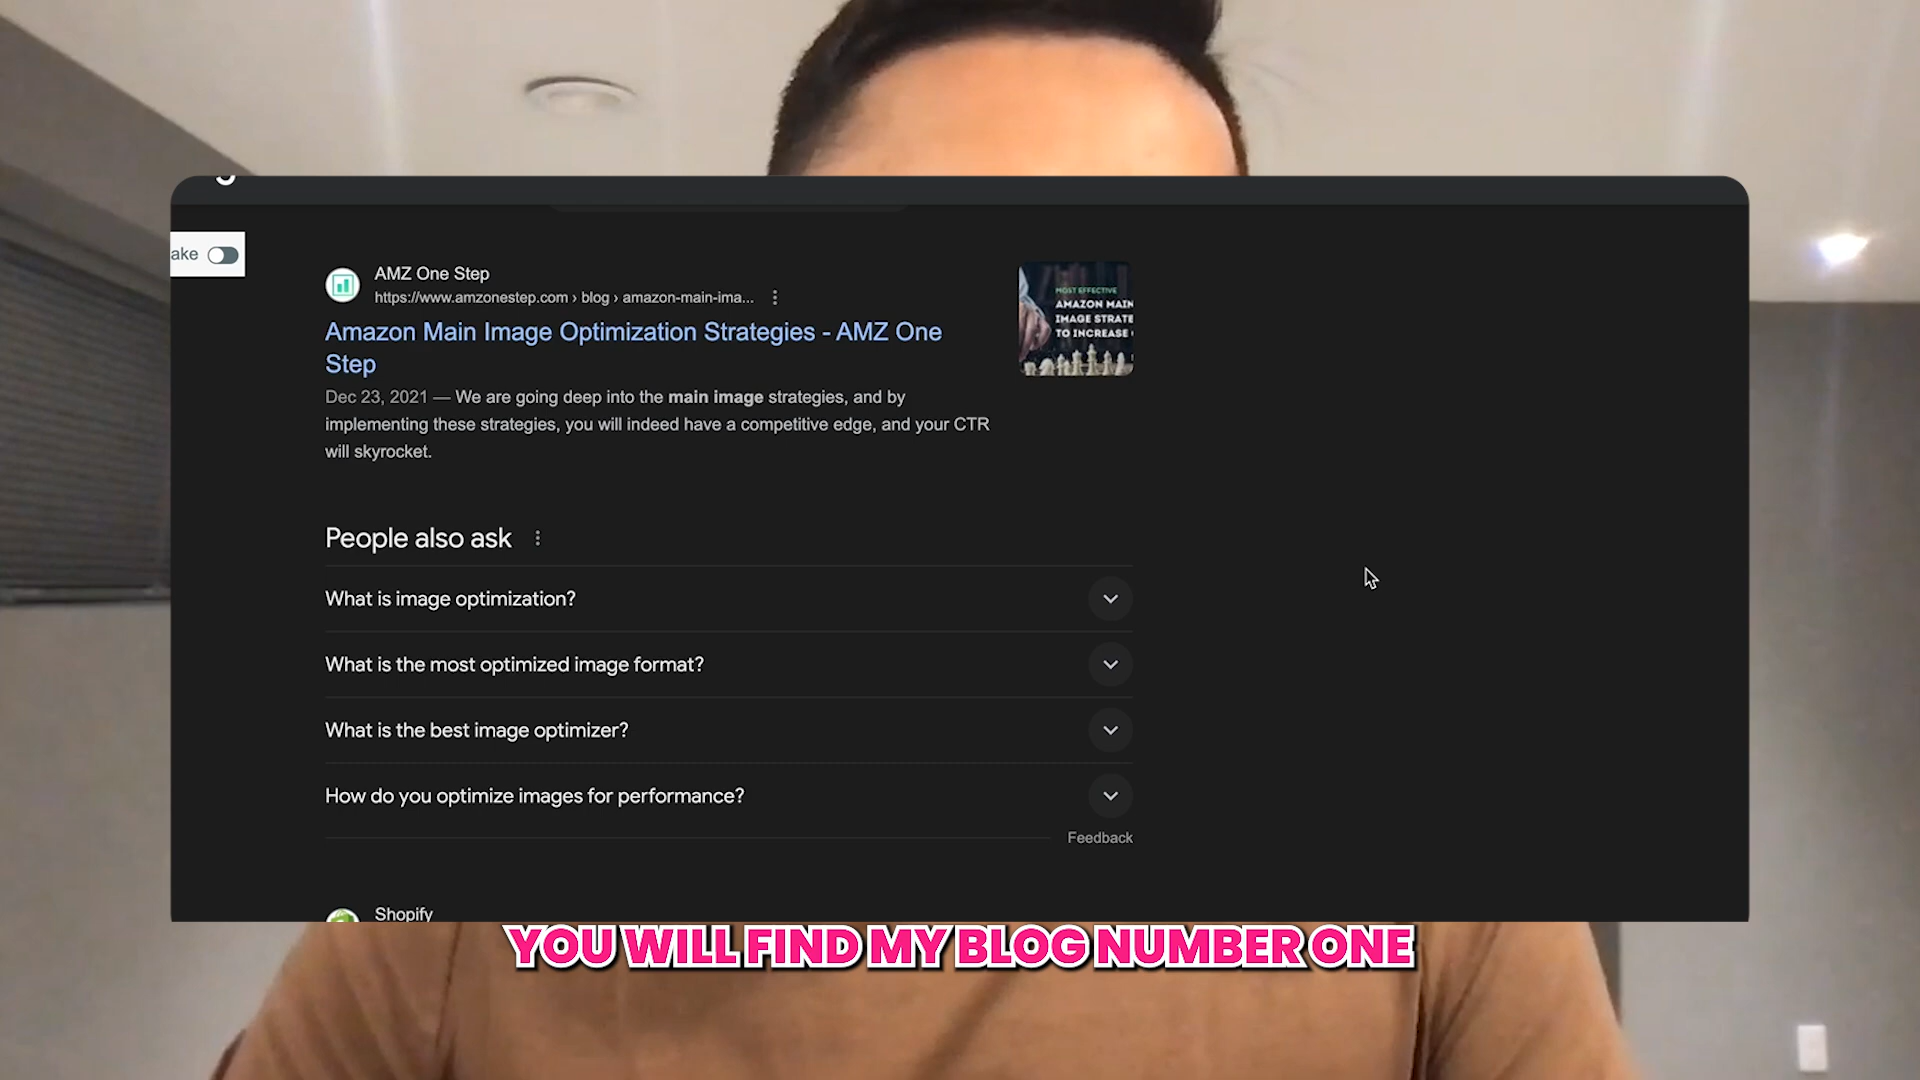 ake
AMZ One Step
https://www.amzonestep.com › blog › amazon-main-ima...
Amazon Main Image Optimization Strategies - AMZ One
Step
Dec 23, 2021 — We are going deep into the main image strategies, and by
implementing these strategies, you will indeed have a competitive edge, and your CTR
will skyrocket.
MOST EFFECTIVE
AMAZON MAIN
IMAGE STRATE
TO INCREASE
People also ask
What is image optimization?
What is the most optimized image format?
What is the best image optimizer?
How do you optimize images for performance?
Feedback
Shopify
YOU WILL FIND MY BLOG NUMBER ONE